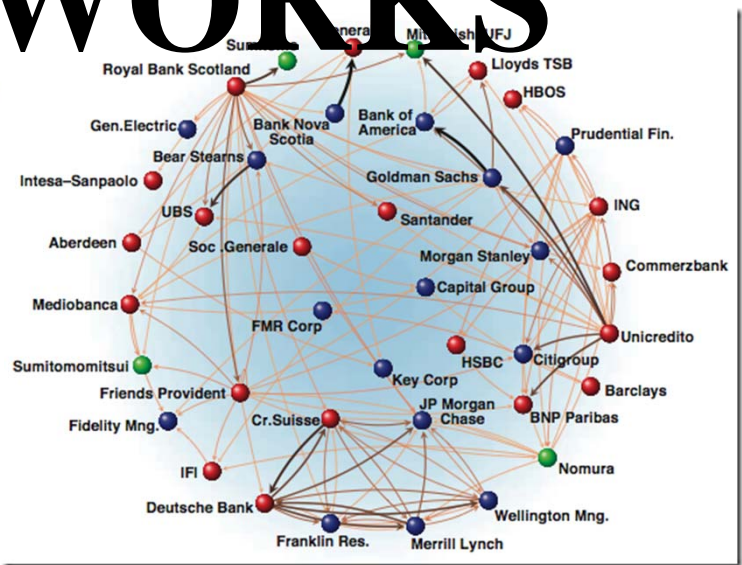 WORKS
Mitsubishi UFJ
Lloyds TSB
Royal Bank Scotland
HBOS
Gen.Electric
Bank Nova
Scotia
Bank of
America
Prudential Fin.
Bear Stearns
Goldman Sachs
Intesa–Sanpaolo
UBS
Santander
ING
Aberdeen
Soc .Generale
Morgan Stanley
Commerzbank
Capital Group
Mediobanca
FMR Corp
Unicredito
HSBC
Citigroup
Sumitomomitsui
Key Corp
Friends Provident
Barclays
JP Morgan
Chase
BNP Paribas
Cr.Suisse
Fidelity Mng.
Nomura
IFI
Deutsche Bank
Wellington Mng.
Franklin Res.
Merrill Lynch